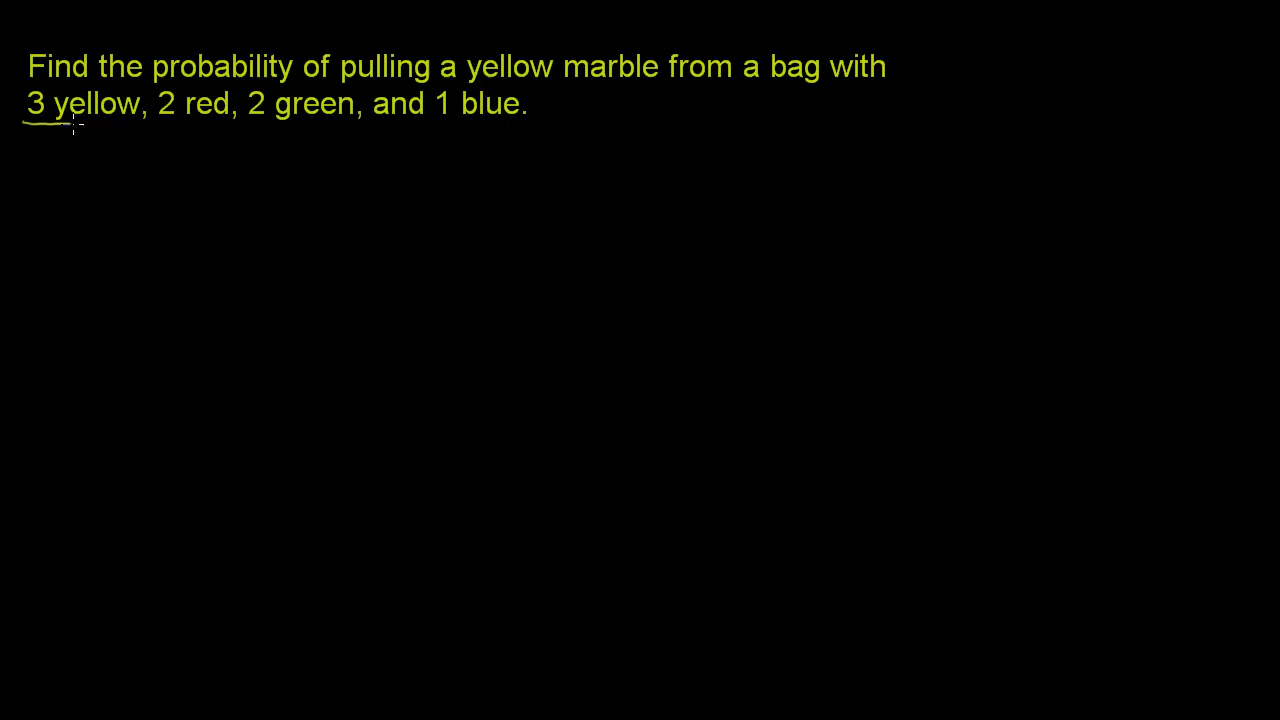 Find the probability of pulling a yellow marble from a bag with
3 yellow, 2 red, 2 green, and 1 blue.